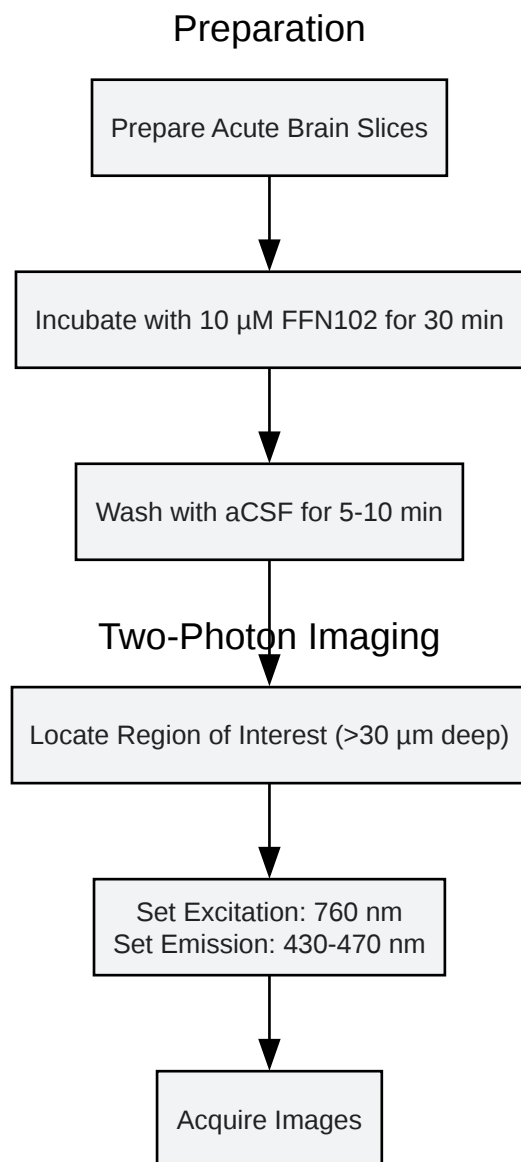 Preparation
Prepare Acute Brain Slices
Incubate with 10 µM FFN102 for 30 min
Wash with aCSF for 5-10 min
Two-Photon Imaging
Locate Region of Interest (>30 µm deep)
Set Excitation: 760 nm
Set Emission: 430-470 nm
Acquire Images